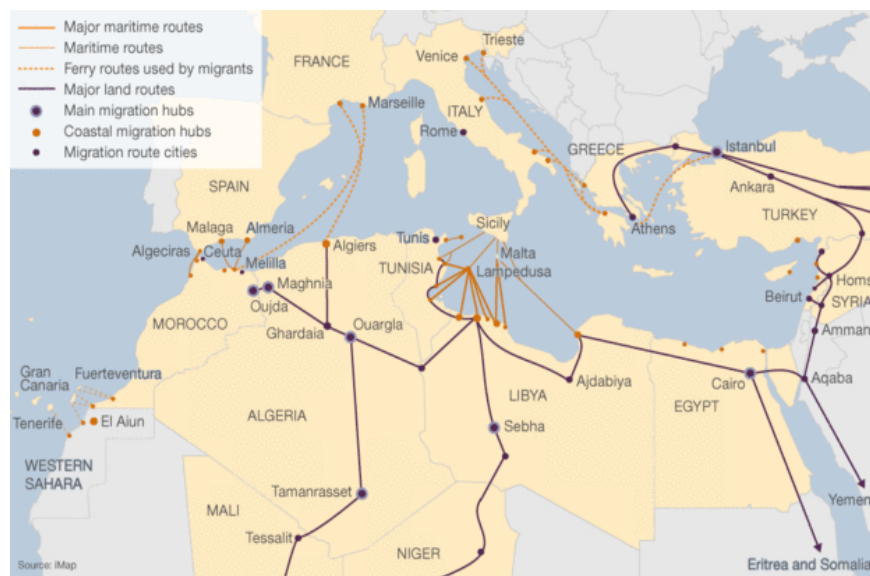 Major maritime routes
Maritime routes
Ferry routes used by migrants
Major land routes
Main migration hubs
Coastal migration hubs
Migration route cities
Trieste
Venice
FRANCE
Marseille
ITALY
Rome
GREECE
Istanbul
Ankara
SPAIN
TURKEY
Malaga
Almeria
Sicily
Athens
Algeciras
Ceuta
Algiers
Tunis
Malta
Melilla
TUNISIA
Lampedusa
Homs
Maghnia
Beirut
SYRIA
Oujda
MOROCCO
Ghardaia
Ouargla
Amman
Gran
Canaria
Fuerteventura
Ajdabiya
Cairo
Aqaba
LIBYA
EGYPT
Tenerife
El Aiun
ALGERIA
Sebha
WESTERN
SAHARA
Tamanrasset
Yemen
MALI
Tessalit
NIGER
Source: iMap
Eritrea and Somalia